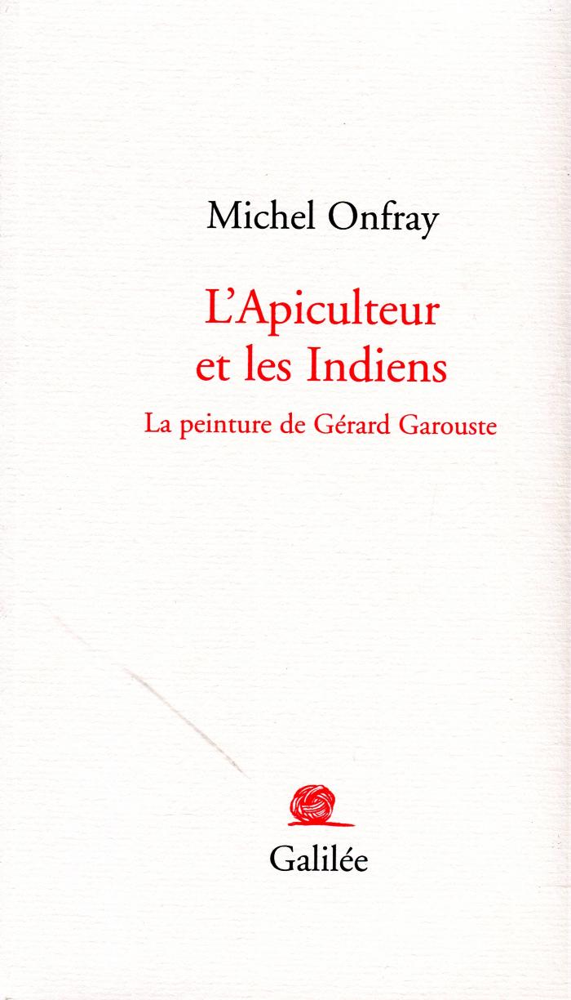 Michel Onfray
L’Apiculteur
et les Indiens
La peinture de Gérard Garouste
Galilée